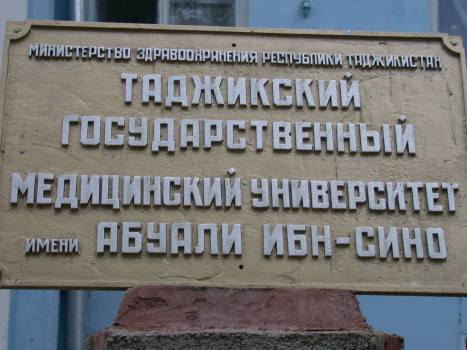 МИНИСТЕРСТВО ЗДРАВООХРАНЕНИЯ РЕСПУБЛИКИ ТАДЖИКИСТАН
ТАДЖИКСКИЙ
ГОСУДАРСТВЕННЫЙ
МЕДИЦИНСКИЙ УНИВЕРСИТЕТ
ИМЕНИ АБУАЛИ ИБН-СИНО